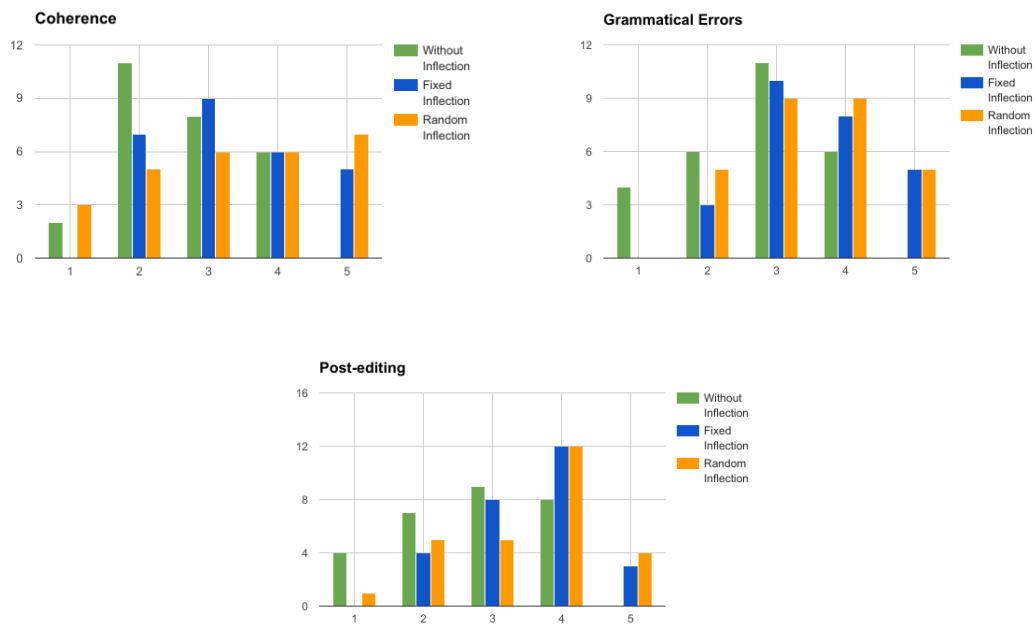 Coherence
12
9
6
3
0
1 2 3 4 5
Without
Inflection
Fixed
Inflection
Random
Inflection
Grammatical Errors
12
9
6
3
0
1 2 3 4 5
Without
Inflection
Fixed
Inflection
Random
Inflection
Post-editing
16
12
8
4
0
1 2 3 4 5
Without
Inflection
Fixed
Inflection
Random
Inflection